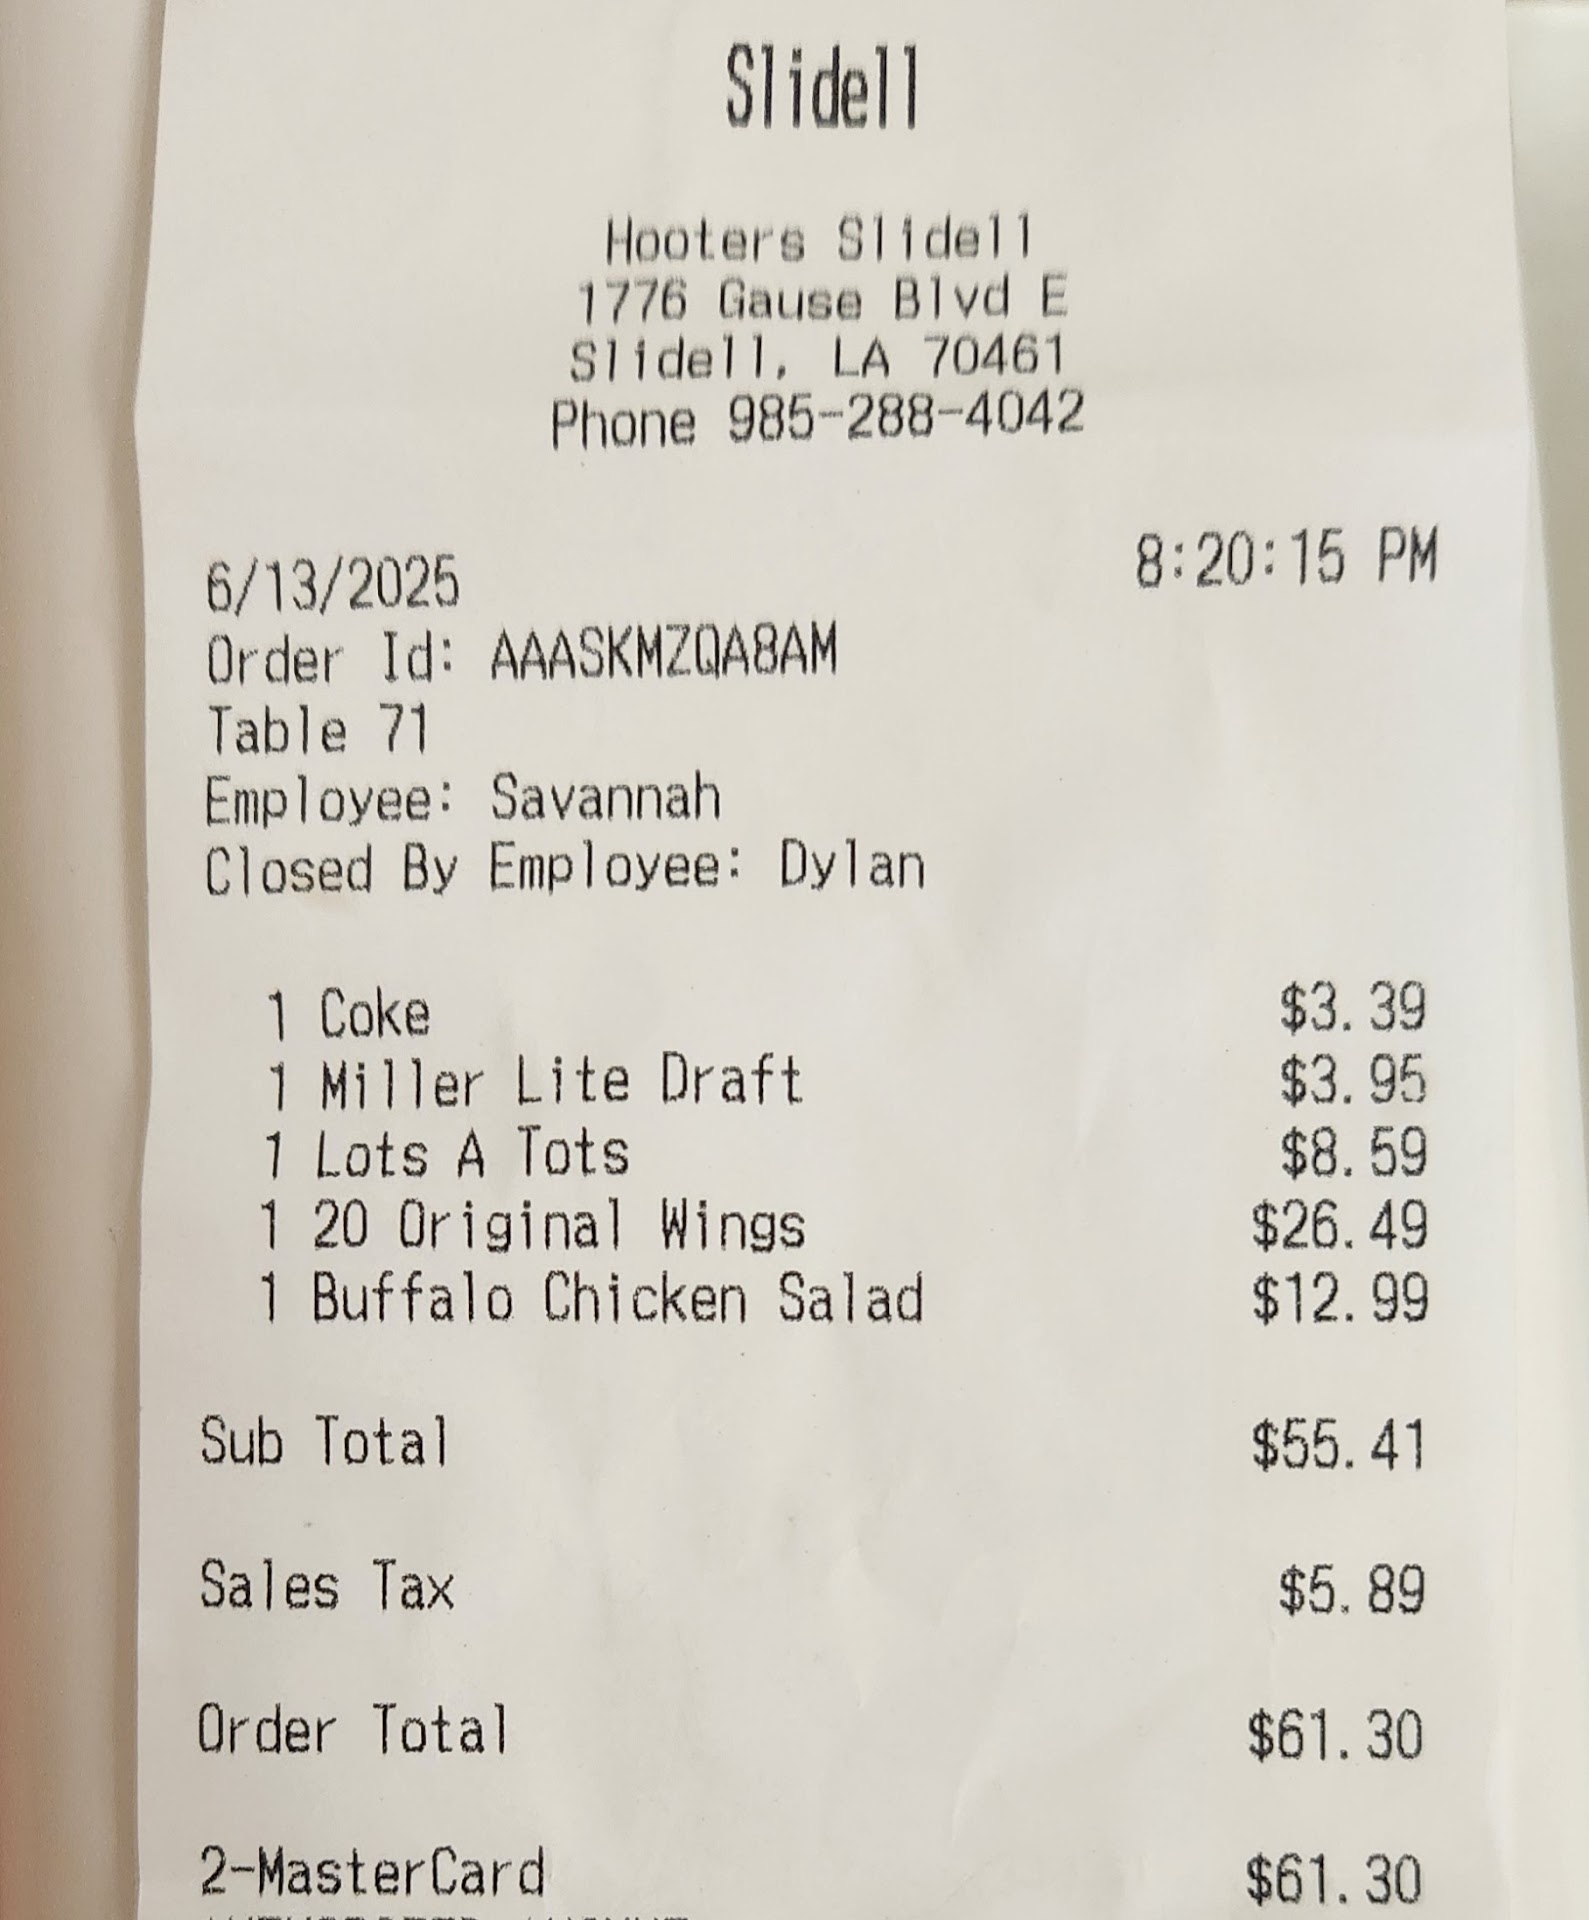 Slidell
Hooters Slidell
1776 Gause Blvd E
Slidell, LA 70461
Phone 985-288-4042
6/13/2025 8:20:15 PM
Order Id: AAASKMZQA8AM
Table 71
Employee: Savannah
Closed By Employee: Dylan
1 Coke $3.39
1 Miller Lite Draft $3.95
1 Lots A Tots $8.59
1 20 Original Wings $26.49
1 Buffalo Chicken Salad $12.99
Sub Total $55.41
Sales Tax $5.89
Order Total $61.30
2-MasterCard $61.30